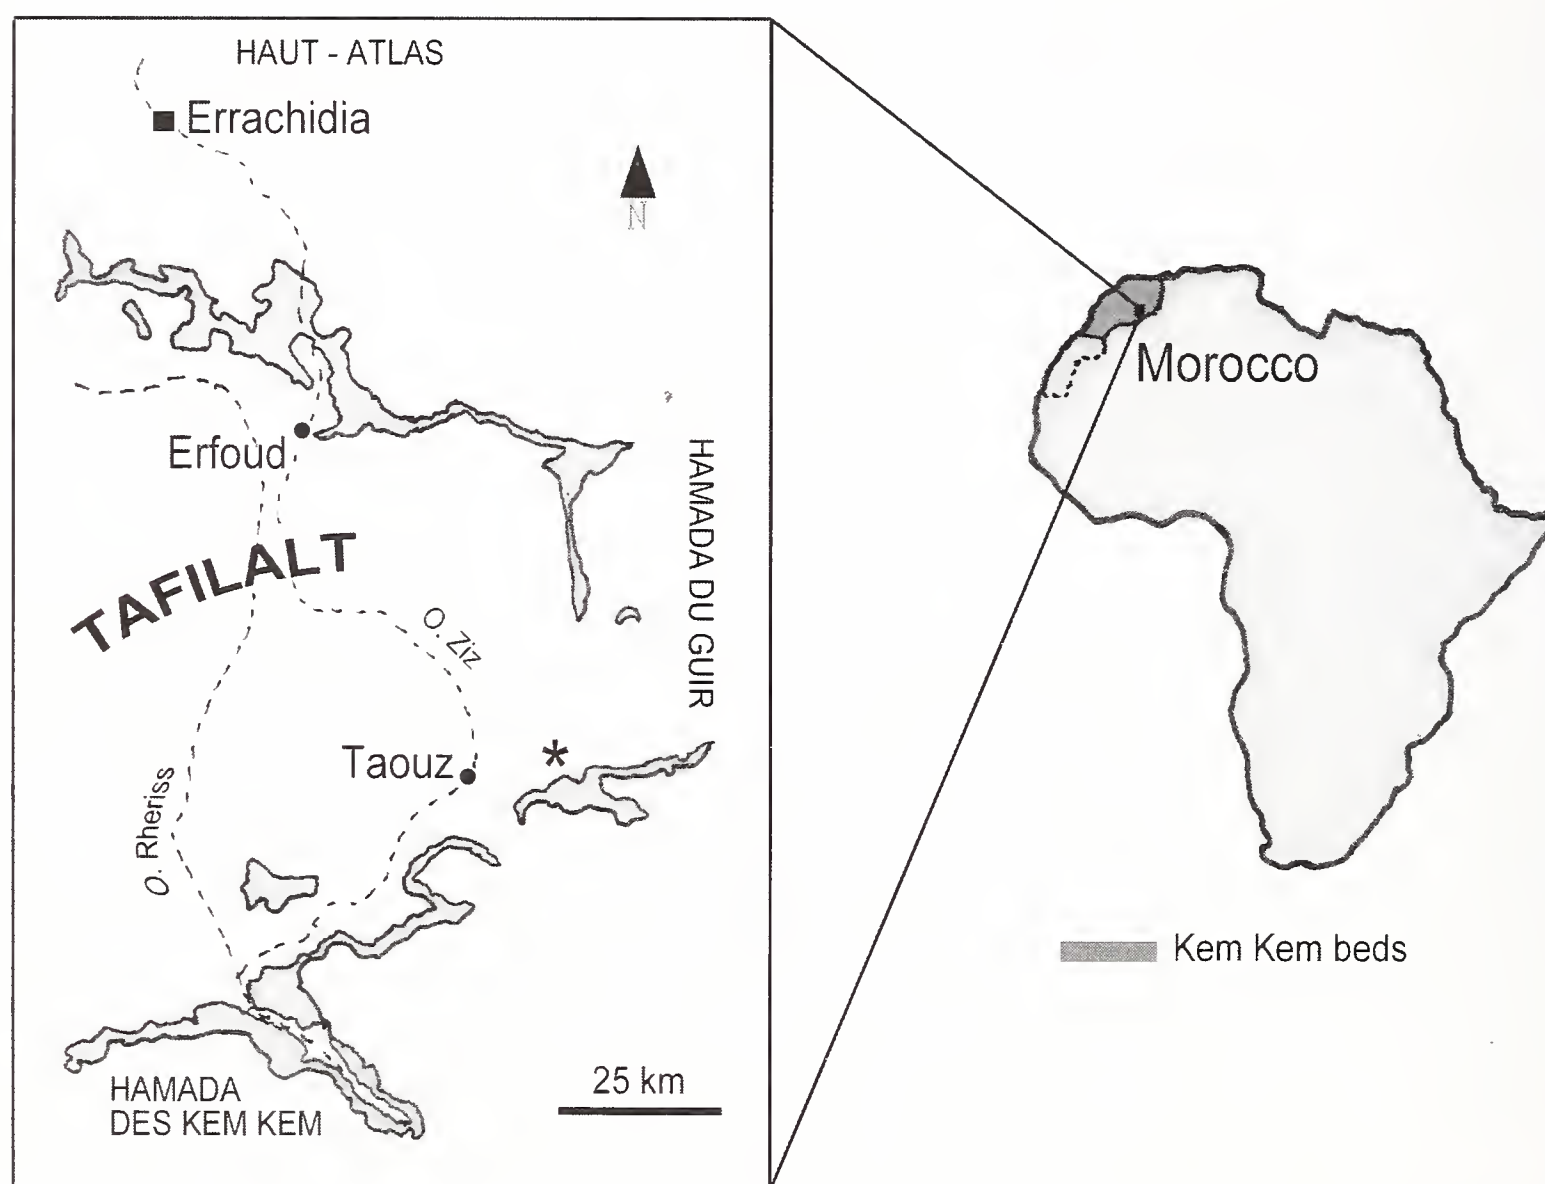 HAUT - ATLAS
Errachidia
N
Morocco
Erfoud
HAMADA DU GUIR
TAFILALT
O. Ziz
Taouz
*
O. Rheriss
Kem Kem beds
25 km
HAMADA
DES KEM KEM